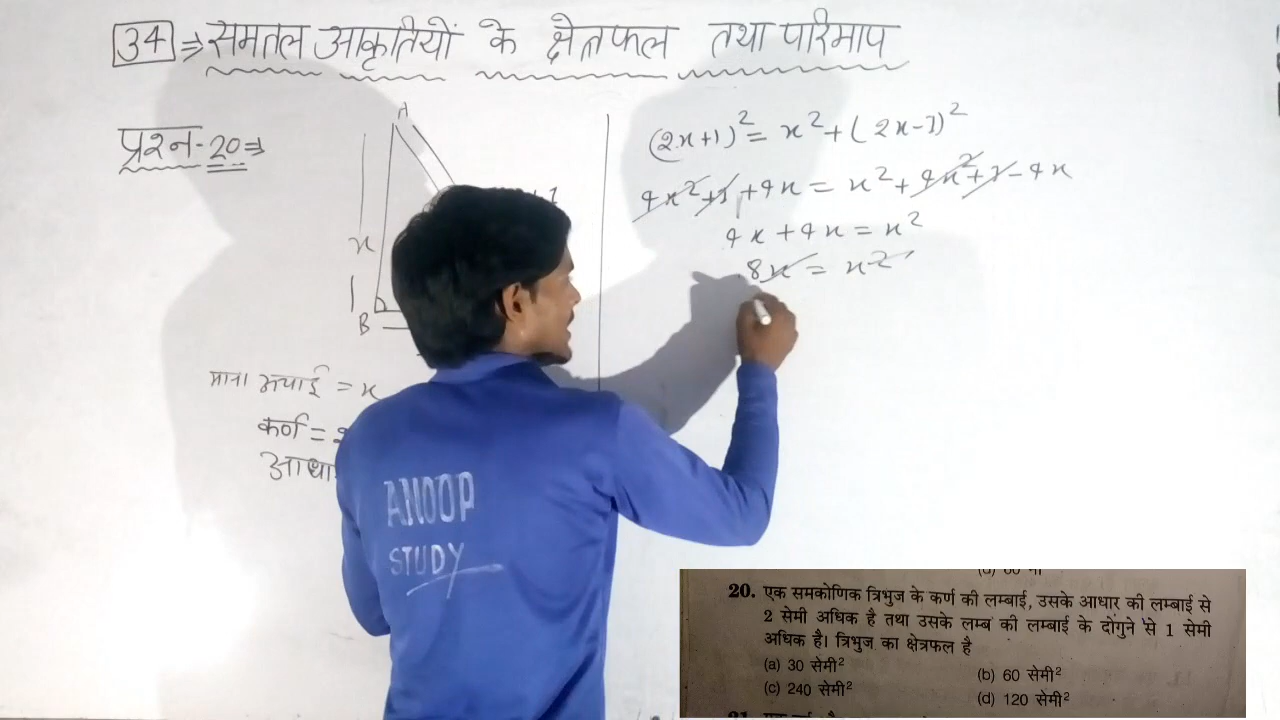 34 ⇒ समतल आकृतियों के क्षेत्रफल तथा परिमाप
प्रश्न-20 ⇒
A
x
B
माना ऊचाई = x
कर्ण = 2
आधा
(2x+1)² = x² + (2x-1)²
4x²+1+4x = x²+4x²+1-4x
4x+4x = x²
8x = x²
ANOOP
STUDY
20. एक समकोणिक त्रिभुज के कर्ण की लम्बाई, उसके आधार की लम्बाई से
2 सेमी अधिक है तथा उसके लम्ब की लम्बाई के दोगुने से 1 सेमी
अधिक है। त्रिभुज का क्षेत्रफल है
(a) 30 सेमी² (b) 60 सेमी²
(c) 240 सेमी² (d) 120 सेमी²